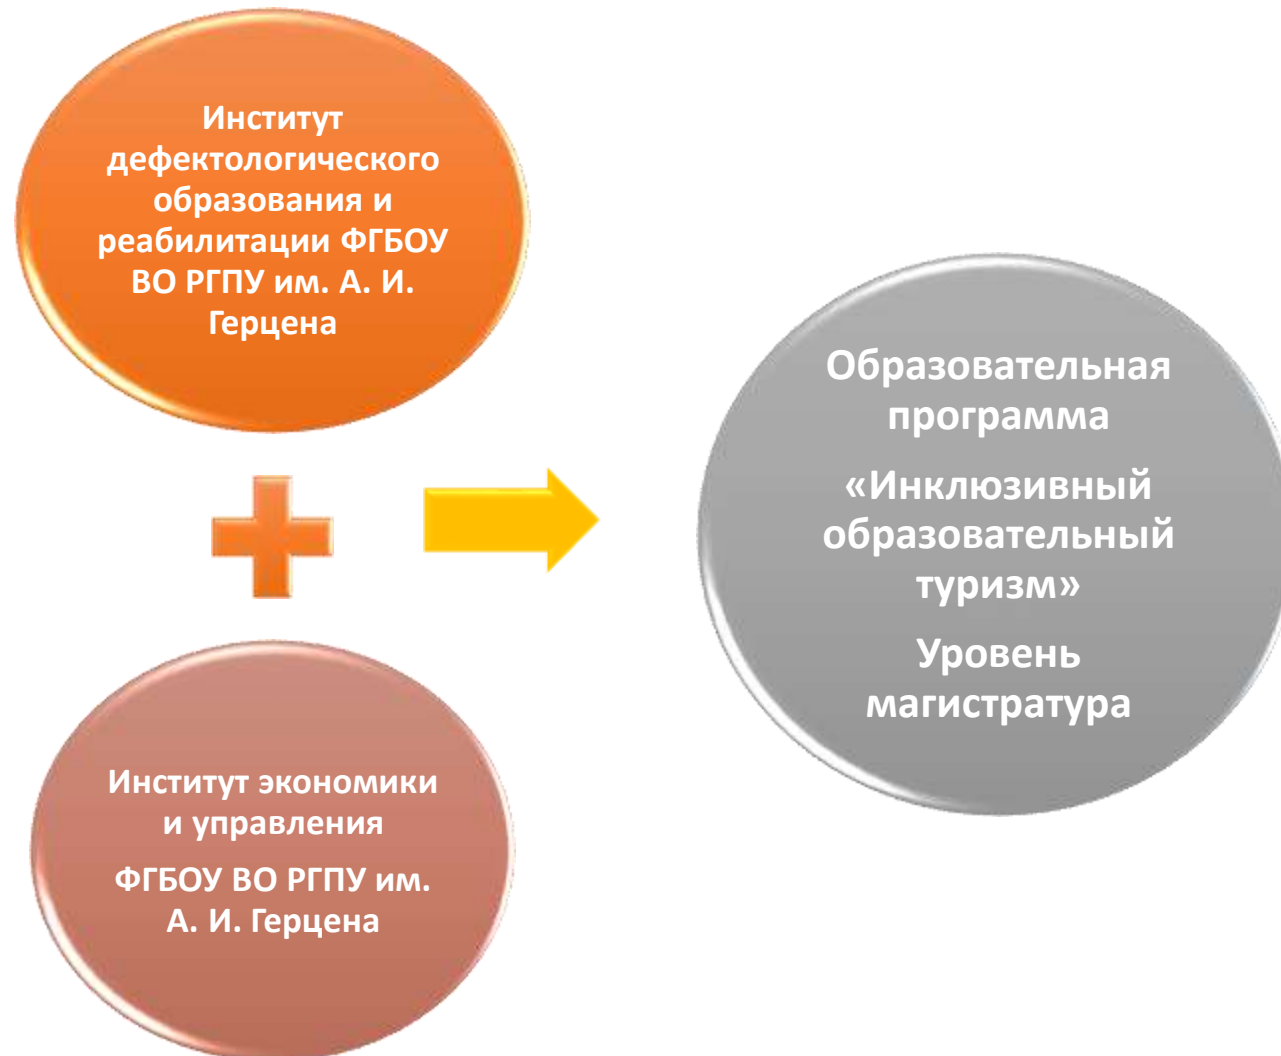 Институт
дефектологического
образования и
реабилитации ФГБОУ
ВО РГПУ им. А. И.
Герцена
Институт экономики
и управления
ФГБОУ ВО РГПУ им.
А. И. Герцена
Образовательная
программа
«Инклюзивный
образовательный
туризм»
Уровень
магистратура